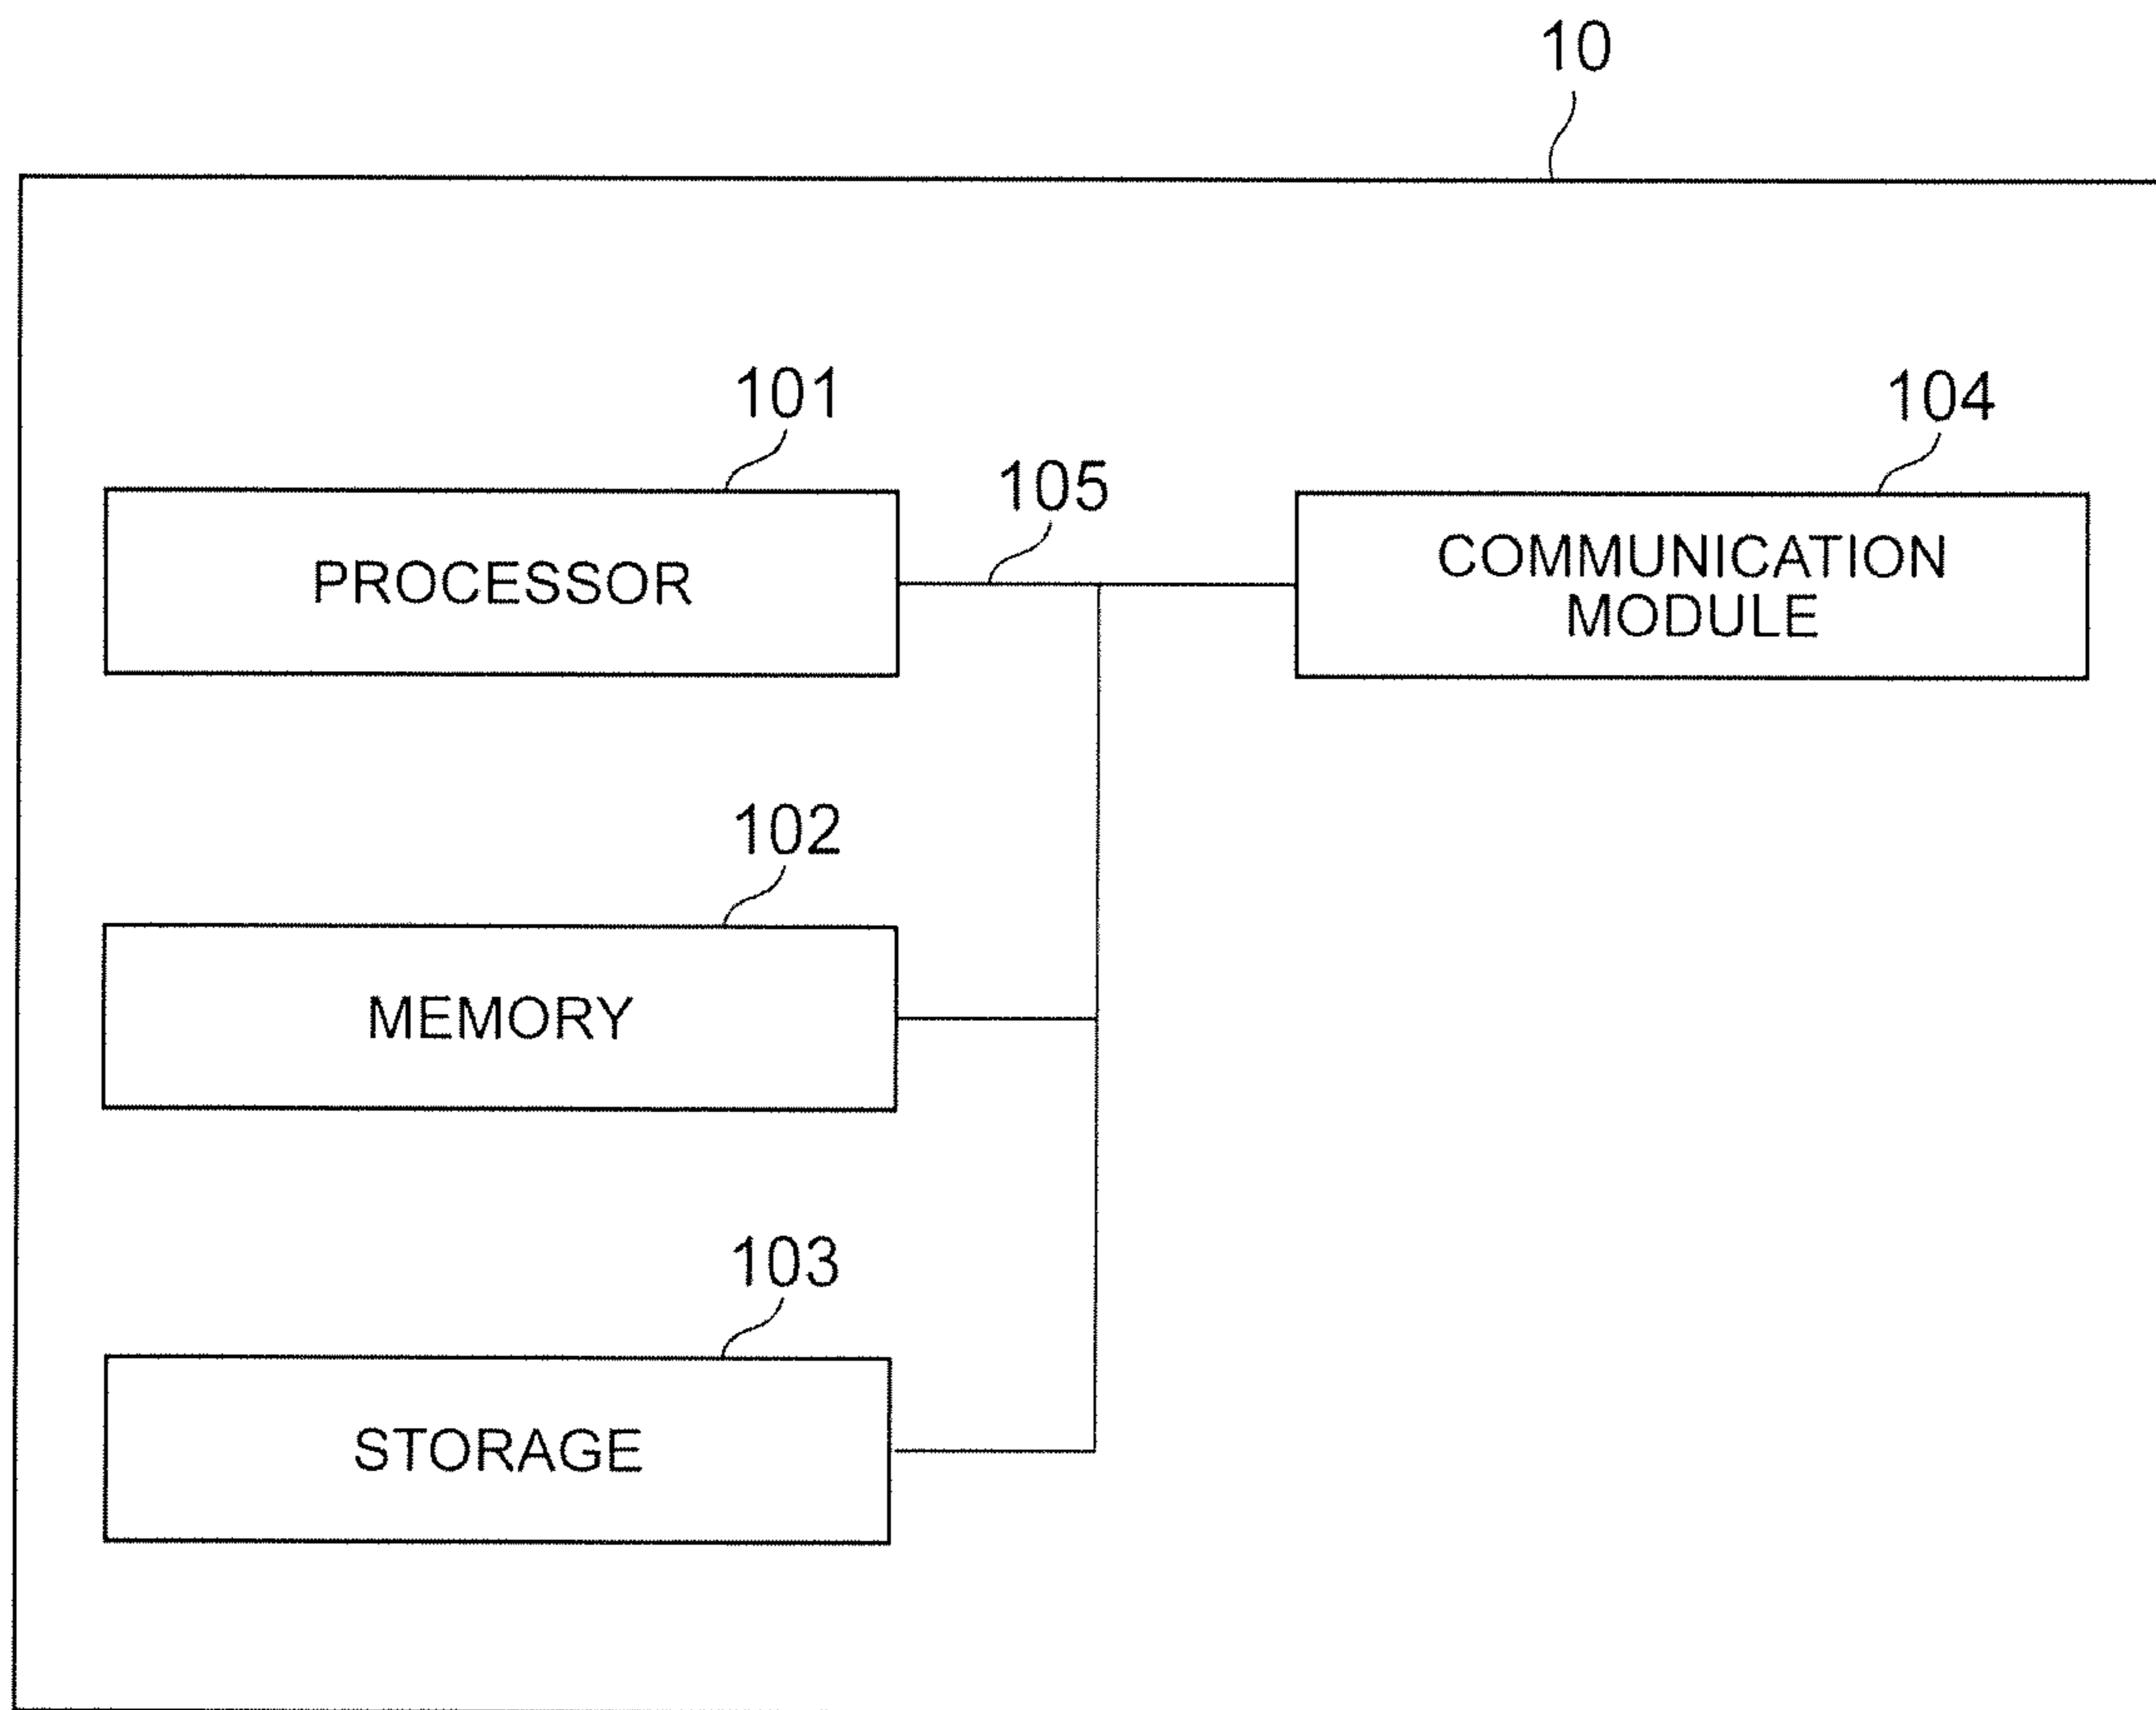 10
101
104
105
PROCESSOR
COMMUNICATION
MODULE
102
MEMORY
103
STORAGE